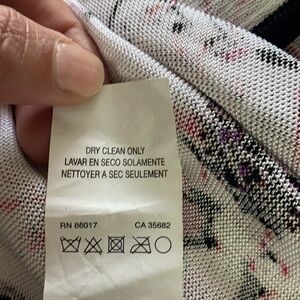 DRY CLEAN ONLY
LAVAR EN SECO SOLAMENTE
NETTOYER A SEC SEULEMENT
RN 86017 CA 35682